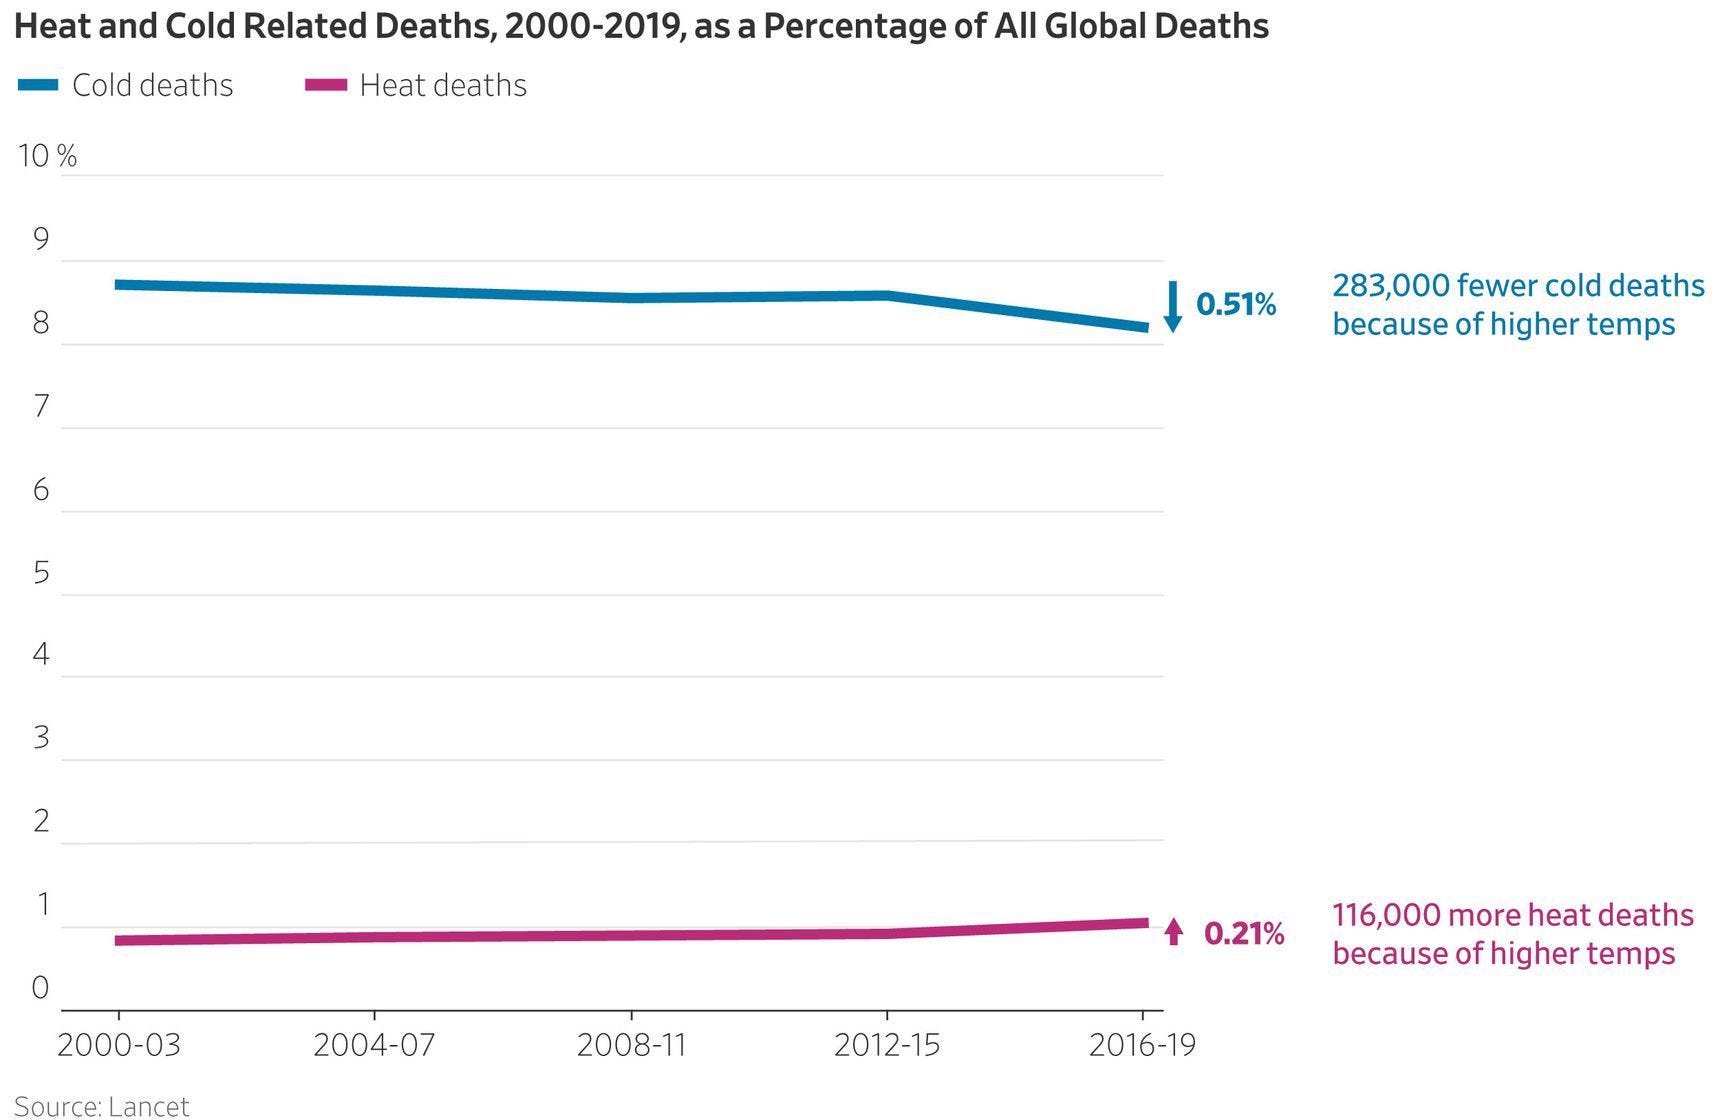 Heat and Cold Related Deaths, 2000-2019, as a Percentage of All Global Deaths
Cold deaths
Heat deaths
10 %
9
8
7
6
5
4
3
2
1
0
0.51%
283,000 fewer cold deaths
because of higher temps
0.21%
116,000 more heat deaths
because of higher temps
2000-03
2004-07
2008-11
2012-15
2016-19
Source: Lancet